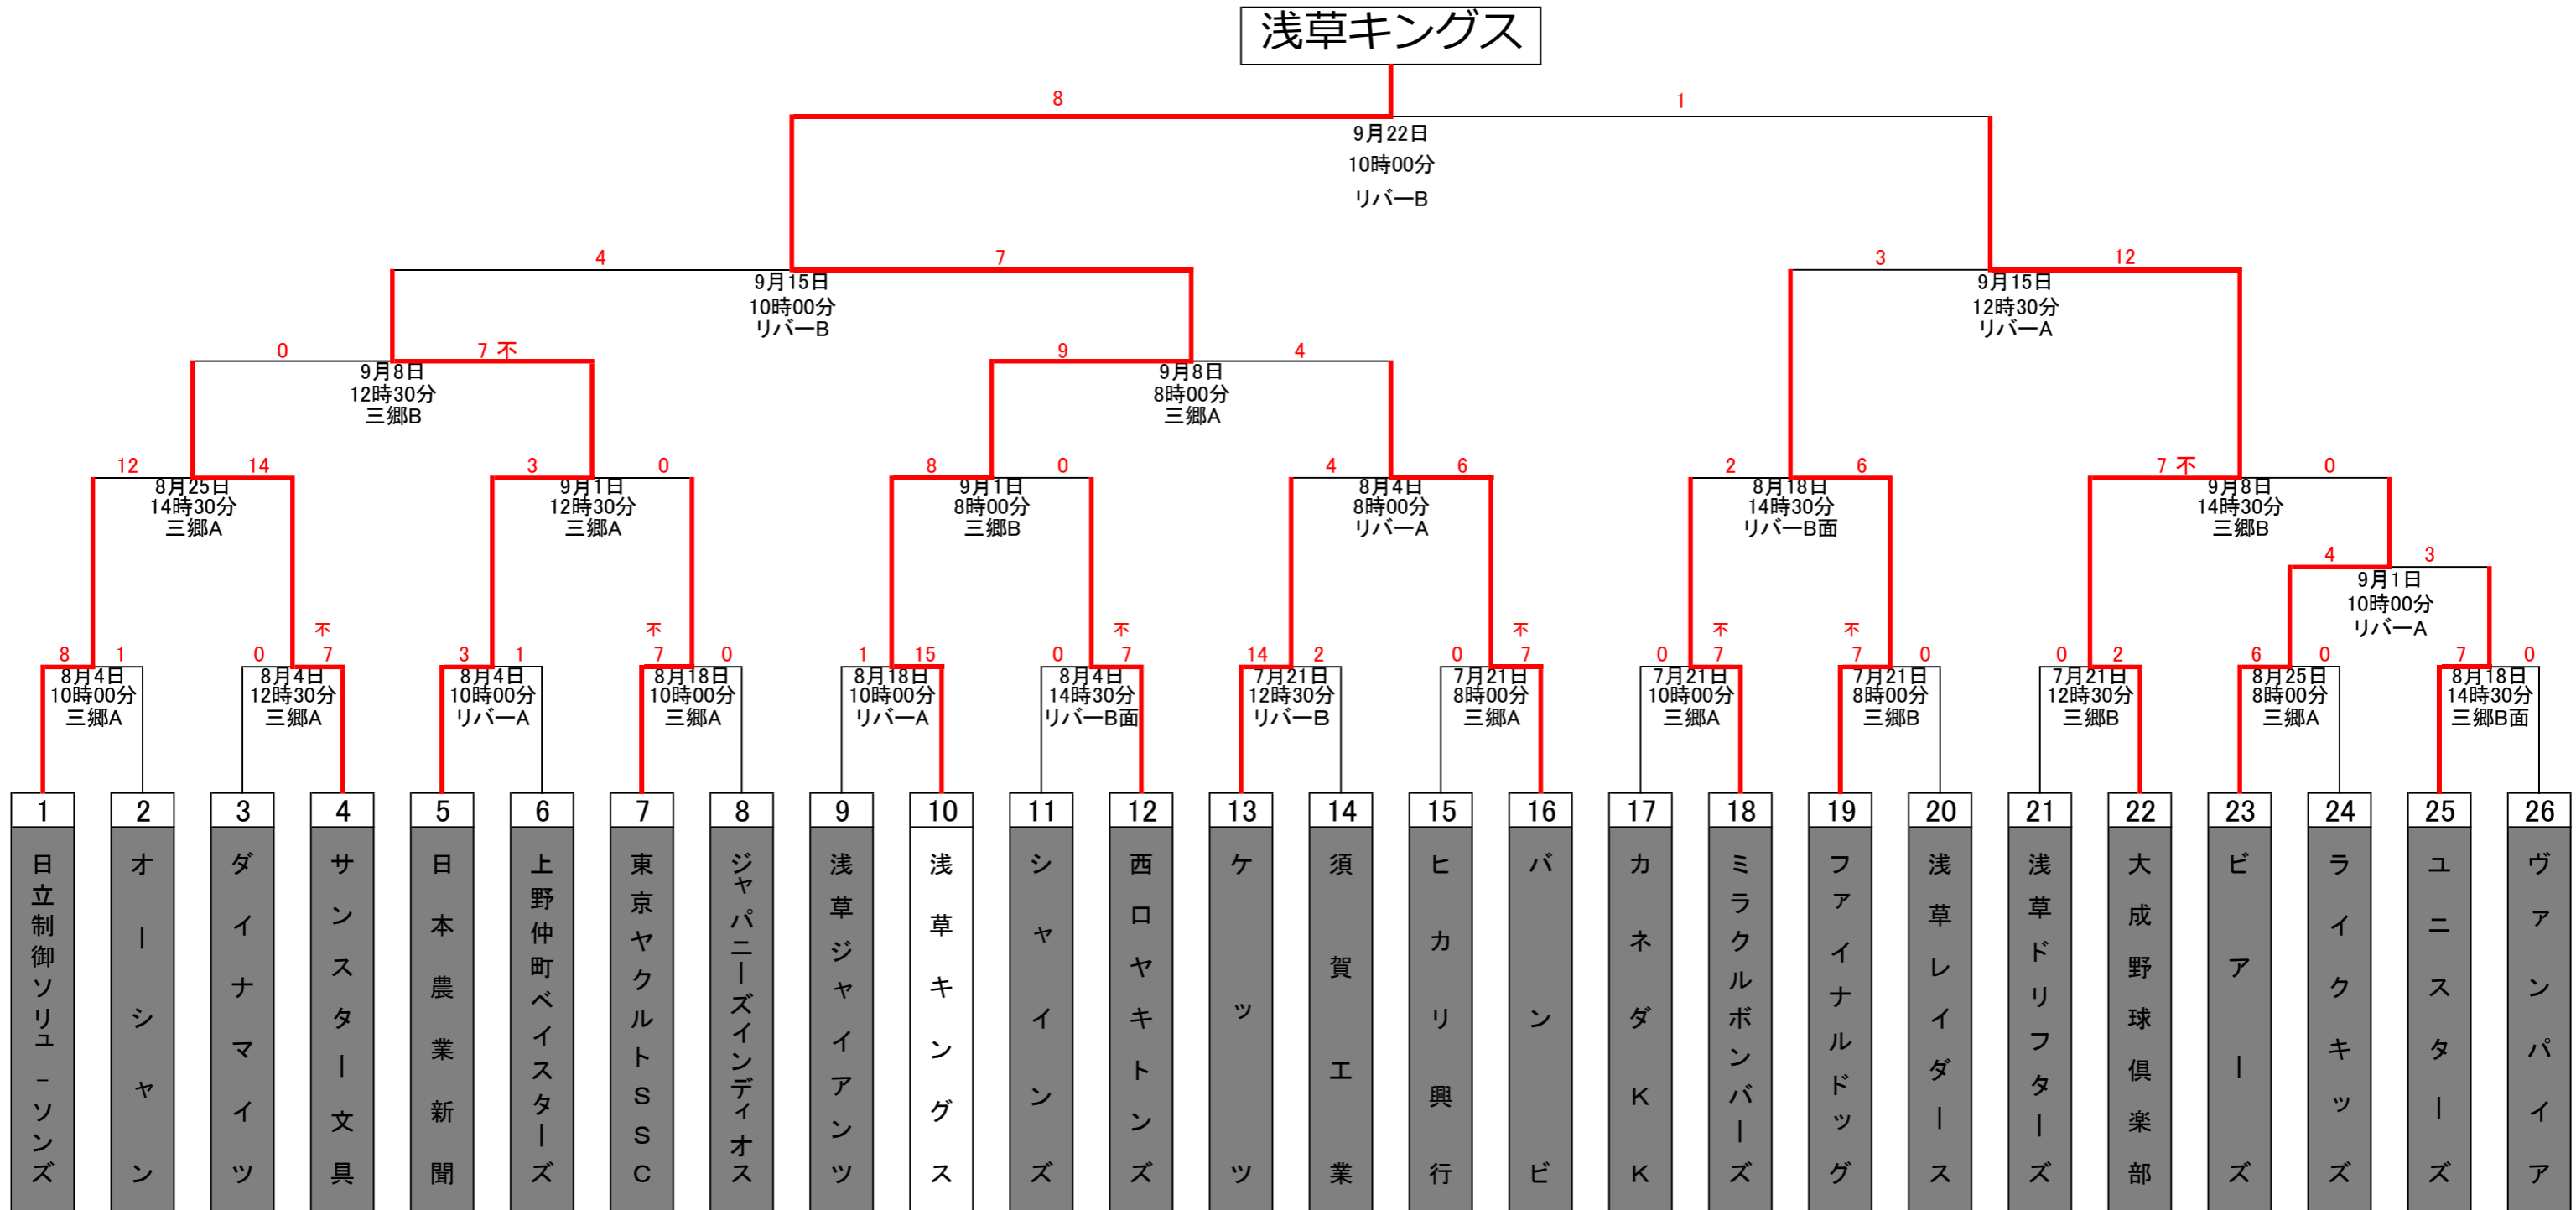 浅草キングス
8
1
9月22日
10時00分
リバーB
4
7
3
12
9月15日
10時00分
リバーB
9月15日
12時30分
リバーA
0
7 不
9
4
9月8日
12時30分
三郷B
9月8日
8時00分
三郷A
12
14
3
0
8
0
4
6
2
6
7 不
0
8月25日
14時30分
三郷A
9月1日
12時30分
三郷A
9月1日
8時00分
三郷B
8月4日
8時00分
リバーA
8月18日
14時30分
リバーB面
9月8日
14時30分
三郷B
4
3
9月1日
10時00分
リバーA
不
不
不
不
不
不
8
1
0
7
3
1
7
0
1
15
0
7
14
2
0
7
0
7
7
0
0
2
6
0
7
0
8月4日
10時00分
三郷A
8月4日
12時30分
三郷A
8月4日
10時00分
リバーA
8月18日
10時00分
三郷A
8月18日
10時00分
リバーA
8月4日
14時30分
リバーB面
7月21日
12時30分
リバーB
7月21日
8時00分
三郷A
7月21日
10時00分
三郷A
7月21日
8時00分
三郷B
7月21日
12時30分
三郷B
8月25日
8時00分
三郷A
8月18日
14時30分
三郷B面
1
日立制御ソリューソンズ
2
オーシャン
3
ダイナマイツ
4
サンスター文具
5
日本農業新聞
6
上野仲町ベイスターズ
7
東京ヤクルトSSC
8
ジャパニーズインディオス
9
浅草ジャイアンツ
10
浅草キングス
11
シャインズ
12
西ロヤキトンズ
13
ケッツ
14
須賀工業
15
ヒカリ興行
16
バンビ
17
カネダKK
18
ミラクルボンバーズ
19
ファイナルドッグ
20
浅草レイダース
21
浅草ドリフターズ
22
大成野球倶楽部
23
ビアーズ
24
ライクキッズ
25
ユニスターズ
26
ヴァンパイア